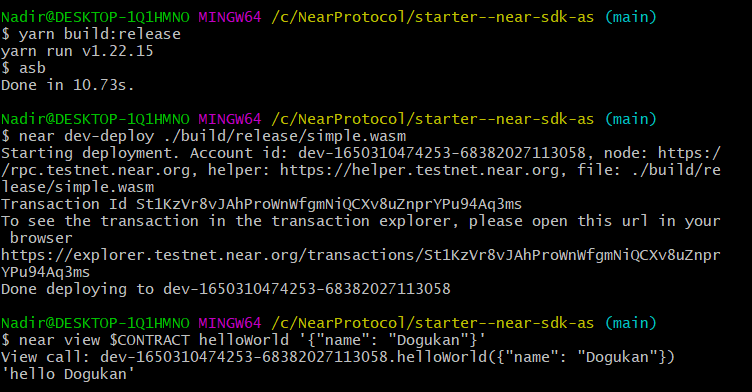 Nadir@DESKTOP-1Q1HMNO MINGW64 /c/NearProtocol/starter--near-sdk-as (main)
$ yarn build:release
yarn run v1.22.15
$ asb
Done in 10.73s.
Nadir@DESKTOP-1Q1HMNO MINGW64 /c/NearProtocol/starter--near-sdk-as (main)
$ near dev-deploy ./build/release/simple.wasm
Starting deployment. Account id: dev-1650310474253-68382027113058, node: https:/
/rpc.testnet.near.org, helper: https://helper.testnet.near.org, file: ./build/re
lease/simple.wasm
Transaction Id St1KzVr8vJAhProWnWfgmNiQCXv8uZnprYPu94Aq3ms
To see the transaction in the transaction explorer, please open this url in your
 browser
https://explorer.testnet.near.org/transactions/St1KzVr8vJAhProWnWfgmNiQCXv8uZnpr
YPu94Aq3ms
Done deploying to dev-1650310474253-68382027113058
Nadir@DESKTOP-1Q1HMNO MINGW64 /c/NearProtocol/starter--near-sdk-as (main)
$ near view $CONTRACT helloWorld '{"name": "Dogukan"}'
View call: dev-1650310474253-68382027113058.helloWorld({"name": "Dogukan"})
'hello Dogukan'